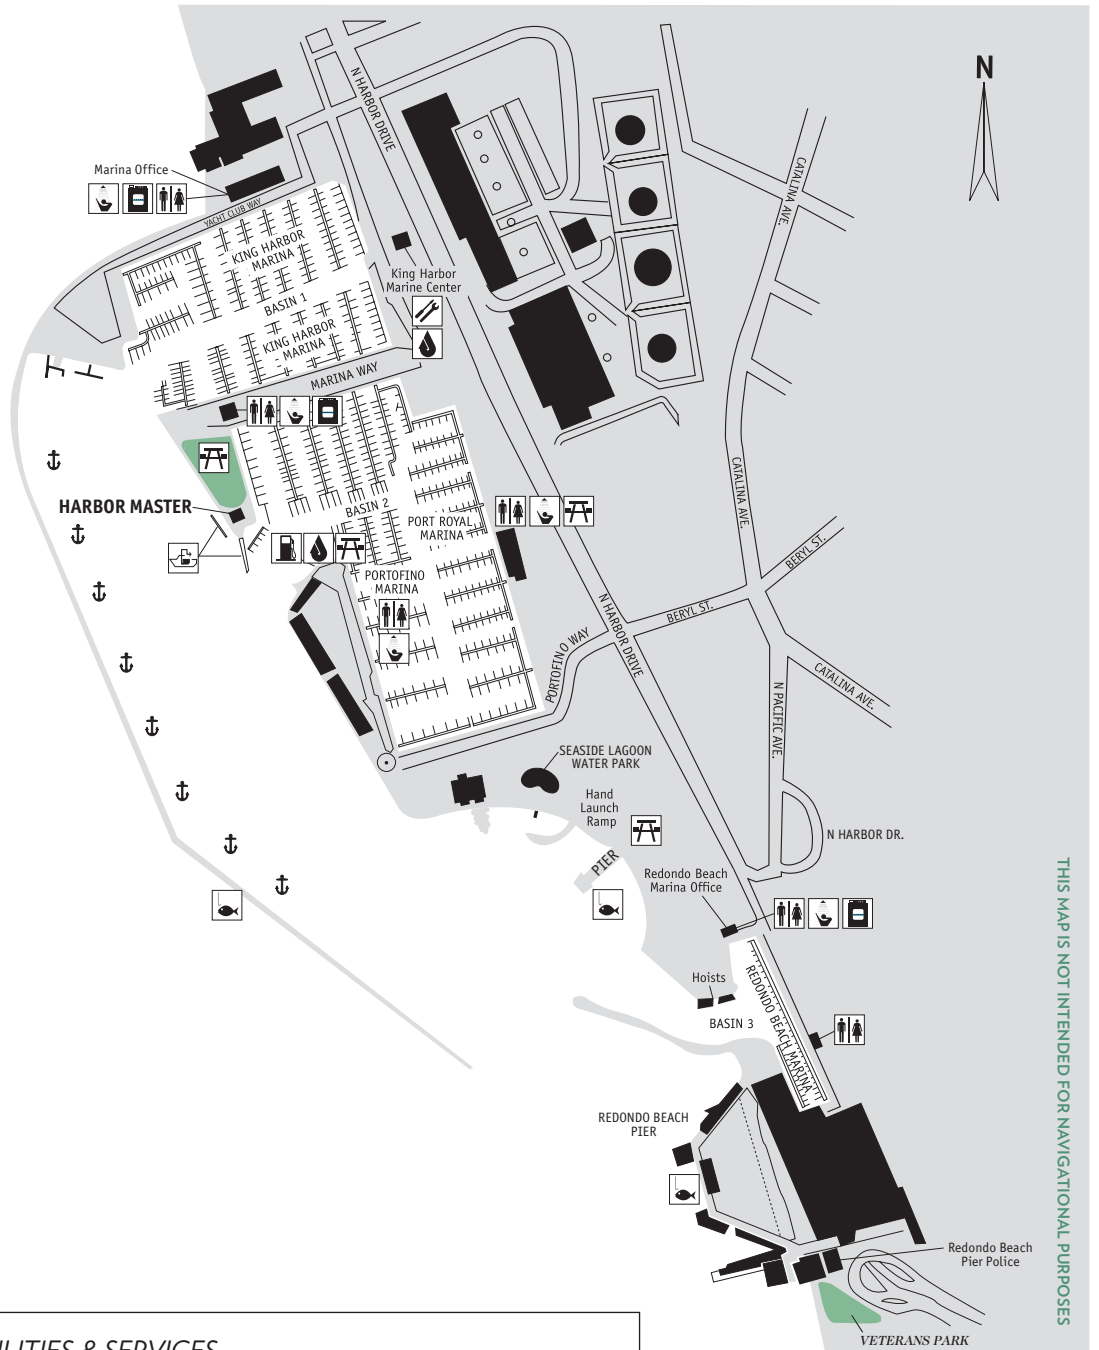 N
N HARBOR DRIVE
CATALINA AVE.
Marina Office
YACHT CLUB WAY
KING HARBOR
MARINA
King Harbor
Marine Center
BASIN 1
KING HARBOR
MARINA
MARINA WAY
CATALINA AVE.
HARBOR MASTER
BASIN 2
PORT ROYAL
MARINA
BERYL ST.
PORTOFINO
MARINA
N HARBOR DRIVE
BERYL ST.
PORTOFINO WAY
CATALINA AVE.
N PACIFIC AVE.
SEASIDE LAGOON
WATER PARK
Hand
Launch
Ramp
N HARBOR DR.
PIER
Redondo Beach
Marina Office
THIS MAP IS NOT INTENDED FOR NAVIGATIONAL PURPOSES
Hoists
REDONDO BEACH MARINA
BASIN 3
REDONDO BEACH
PIER
Redondo Beach
Pier Police
VETERANS PARK
ILITIES & SERVICES